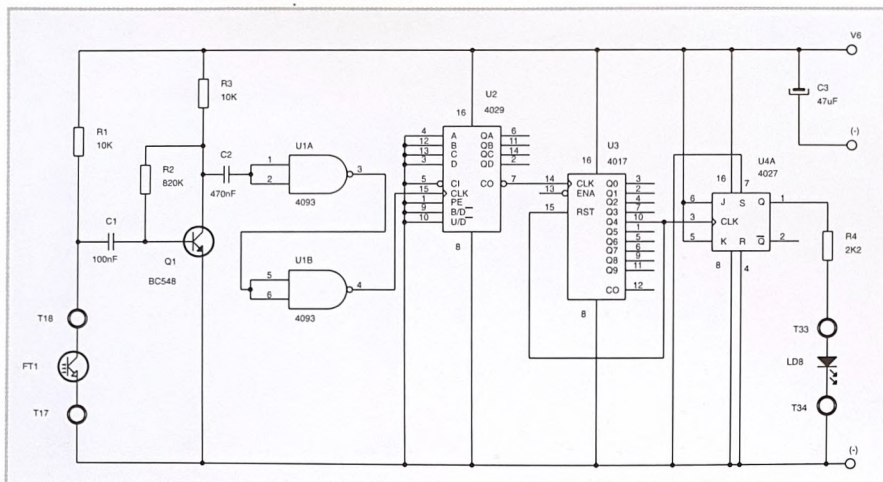 V6
R3
10K
C3
47uF
(-)
U2
4029
16
R1
10K
U1A
1
2
3
4093
C2
470nF
R2
820K
4 A QA 6
12 B QB 11
13 C QC 14
3 D QD 2
5 CI CO 7
15 CLK
1 PE
9 B/D
10 U/D
8
U3
4017
16
14 CLK Q0 3
13 ENA Q1 2
Q2 4
15 RST Q3 7
Q4 10
Q5 1
Q6 5
Q7 6
Q8 9
Q9 11
CO 12
8
U4A
4027
16 7
6 J S Q 1
3 CLK
5 K R Q 2
8 4
R4
2K2
C1
100nF
Q1
BC548
U1B
5
6
4
4093
T18
FT1
T17
T33
LD8
T34
(-)